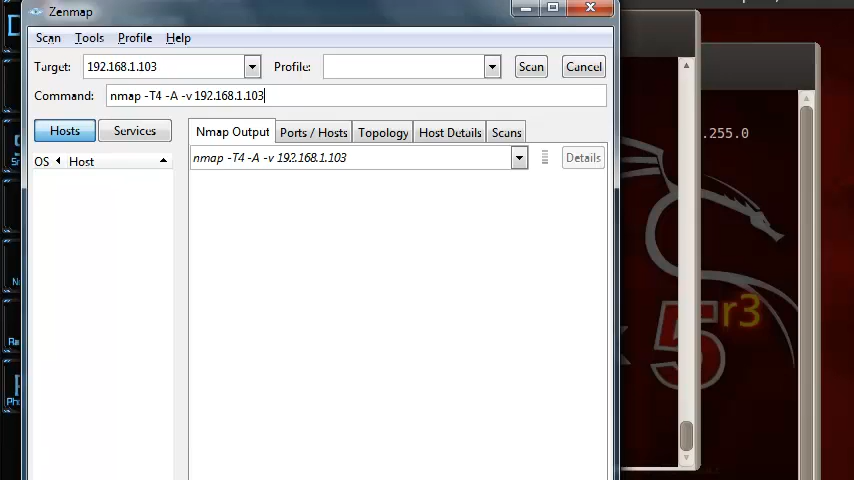 Zenmap
Scan Tools Profile Help
Target: 192.168.1.103 Profile: Scan Cancel
Command: nmap -T4 -A -v 192.168.1.103
Hosts Services
Nmap Output Ports / Hosts Topology Host Details Scans
OS Host
nmap -T4 -A -v 192.168.1.103 Details
.255.0
5 r3